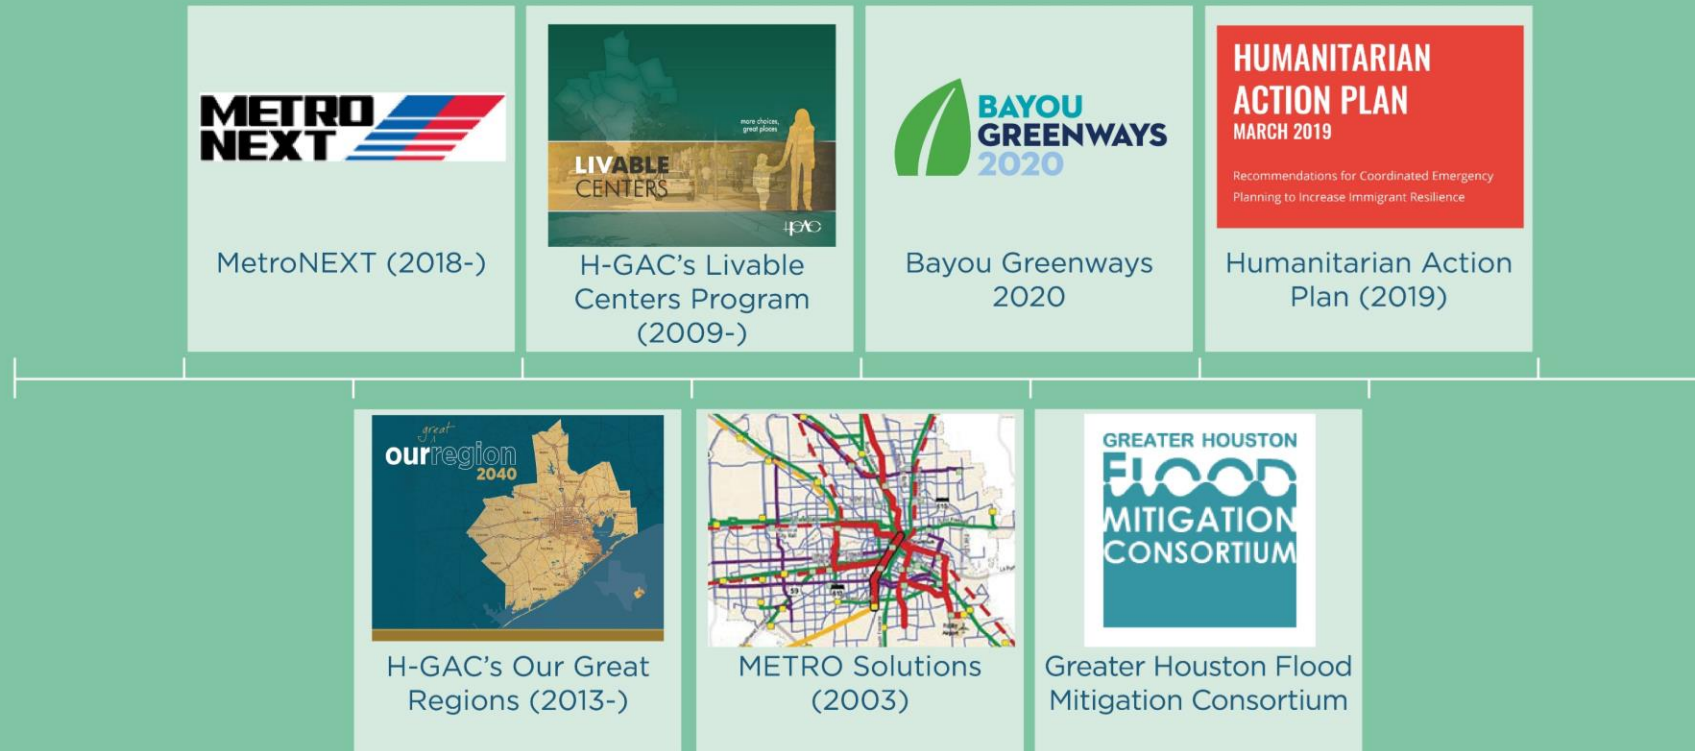 METRO
NEXT
MetroNEXT (2018-)
more choices,
great places
LIVABLE
CENTERS
H-GAC's Livable
Centers Program
(2009-)
BAYOU
GREENWAYS
2020
Bayou Greenways
2020
HUMANITARIAN
ACTION PLAN
MARCH 2019
Recommendations for Coordinated Emergency
Planning to Increase Immigrant Resilience
Humanitarian Action
Plan (2019)
great
ourregion
2040
H-GAC's Our Great
Regions (2013-)
METRO Solutions
(2003)
GREATER HOUSTON
FLOOD
MITIGATION
CONSORTIUM
Greater Houston Flood
Mitigation Consortium